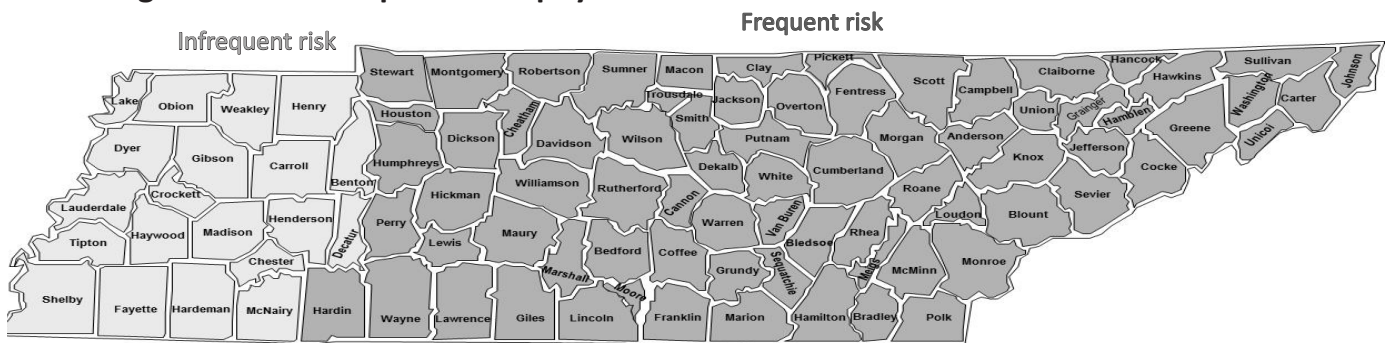 Frequent risk
Infrequent risk
Stewart
Montgomery
Robertson
Sumner
Macon
Clay
Pickett
Scott
Campbell
Claiborne
Hancock
Hawkins
Sullivan
Johnson
Lake
Obion
Weakley
Henry
Houston
Dickson
Cheatham
Davidson
Wilson
Trousdale
Smith
Jackson
Overton
Fentress
Morgan
Anderson
Union
Grainger
Hamblen
Greene
Washington
Carter
Unicoi
Dyer
Gibson
Carroll
Benton
Humphreys
Hickman
Williamson
Rutherford
Cannon
Dekalb
Putnam
White
Cumberland
Roane
Knox
Jefferson
Cocke
Sevier
Lauderdale
Crockett
Tipton
Haywood
Madison
Henderson
Decatur
Perry
Lewis
Maury
Bedford
Coffee
Warren
Van Buren
Bledsoe
Rhea
Meigs
Loudon
Blount
Monroe
McMinn
Chester
Marshall
Moore
Grundy
Sequatchie
Shelby
Fayette
Hardeman
McNairy
Hardin
Wayne
Lawrence
Giles
Lincoln
Franklin
Marion
Hamilton
Bradley
Polk